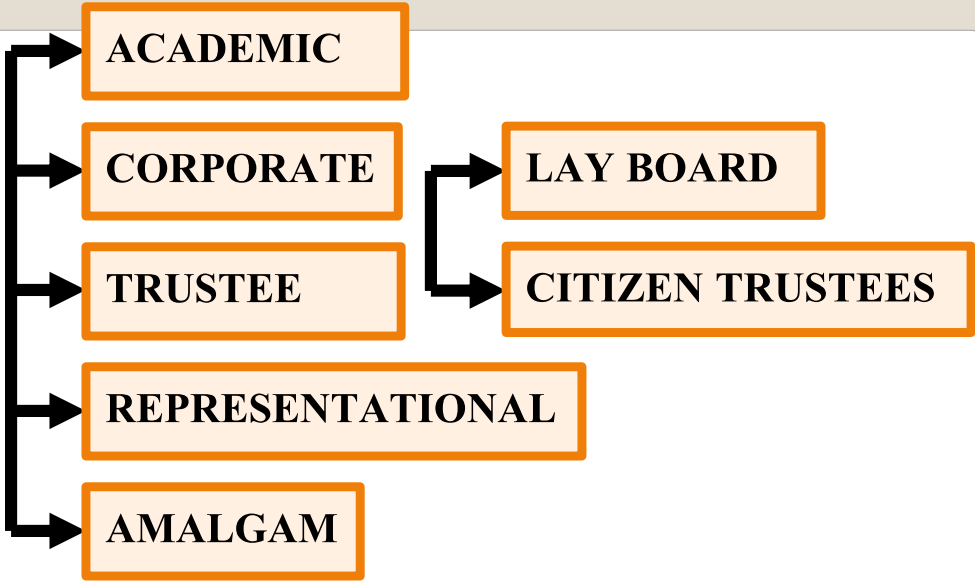 ACADEMIC
CORPORATE
TRUSTEE
REPRESENTATIONAL
AMALGAM
LAY BOARD
CITIZEN TRUSTEES